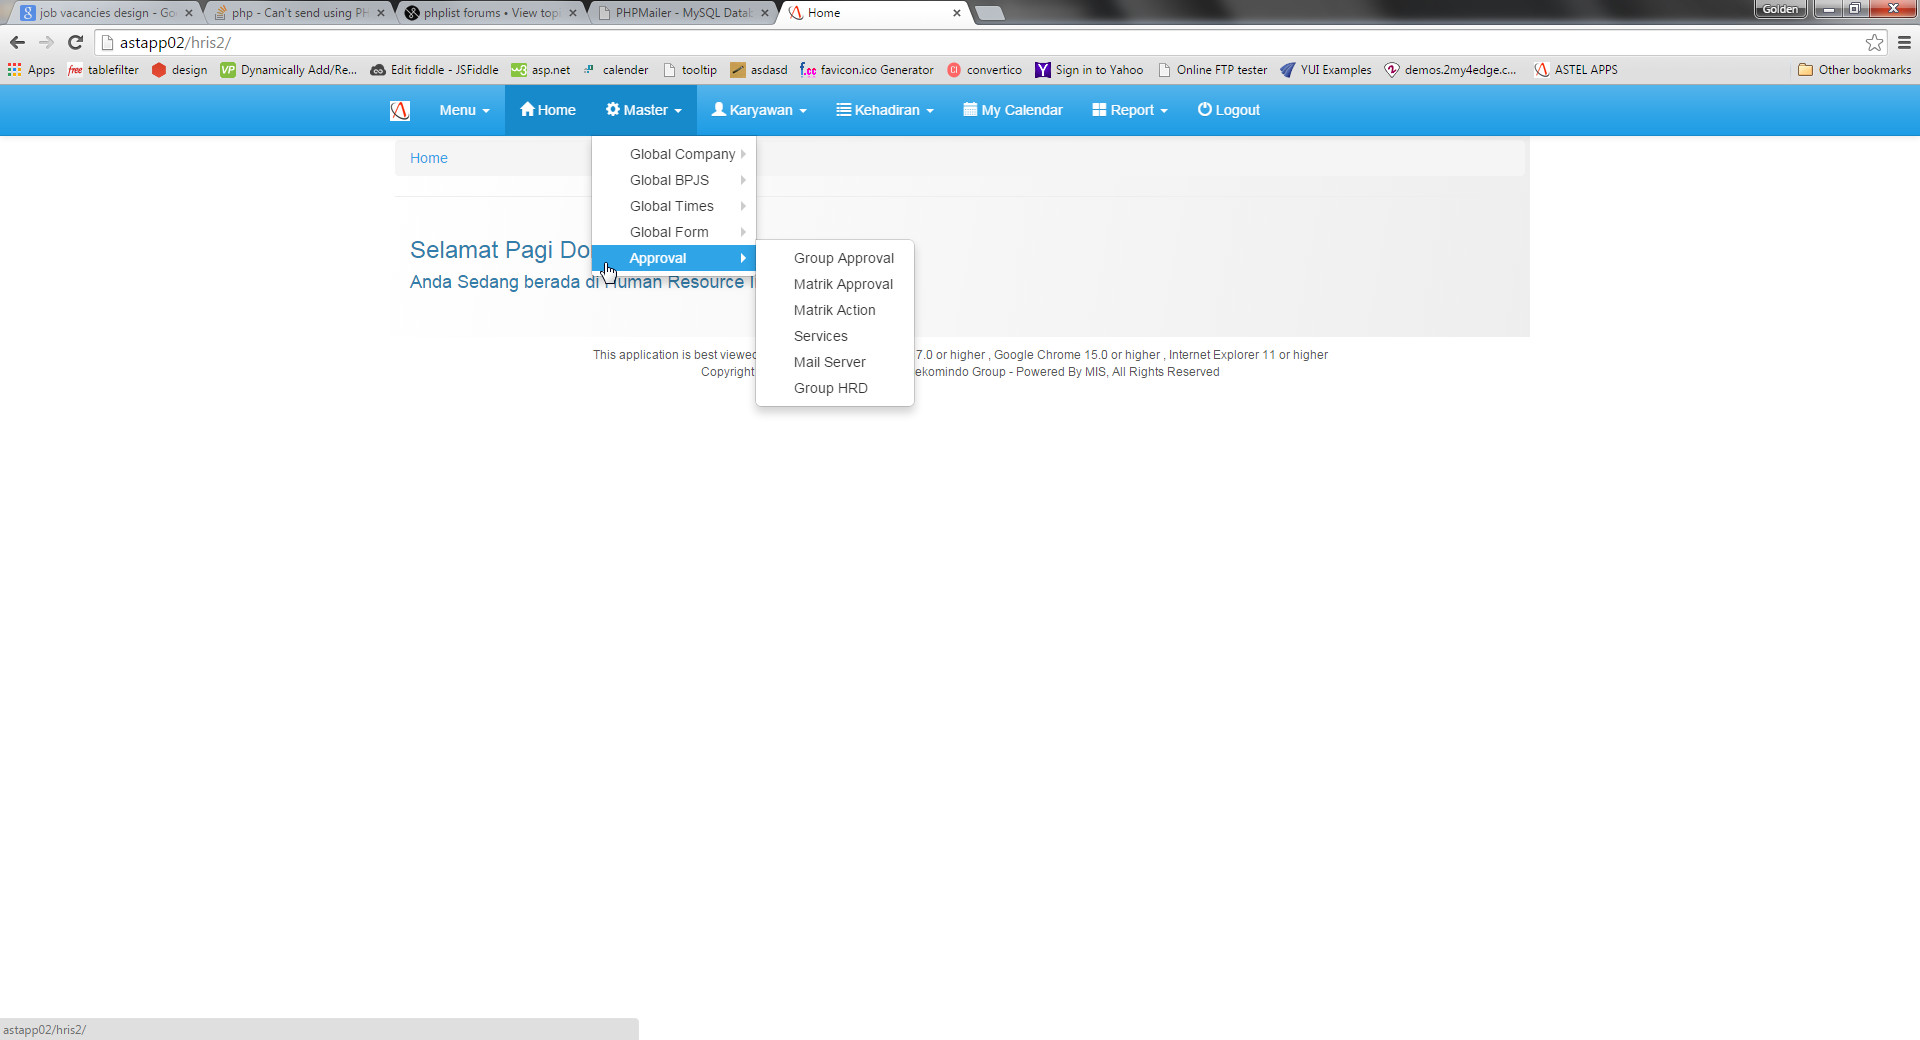 job vacancies design - Go
php - Can't send using PH
phplist forums • View topi
PHPMailer - MySQL Datab
Home
Golden
astapp02/hris2/
Apps
free tablefilter
design
VP Dynamically Add/Re...
Edit fiddle - JSFiddle
w3 asp.net
calender
tooltip
asdasd
f.cc favicon.ico Generator
CI convertico
Y Sign in to Yahoo
Online FTP tester
YUI Examples
demos.2my4edge.c...
ASTEL APPS
Other bookmarks
Menu
Home
Master
Karyawan
Kehadiran
My Calendar
Report
Logout
Home
Global Company
Global BPJS
Global Times
Global Form
Approval
Group Approval
Matrik Approval
Matrik Action
Services
Mail Server
Group HRD
Selamat Pagi Do
Anda Sedang berada di Human Resource I
This application is best viewed 7.0 or higher , Google Chrome 15.0 or higher , Internet Explorer 11 or higher
Copyright ekomindo Group - Powered By MIS, All Rights Reserved
astapp02/hris2/